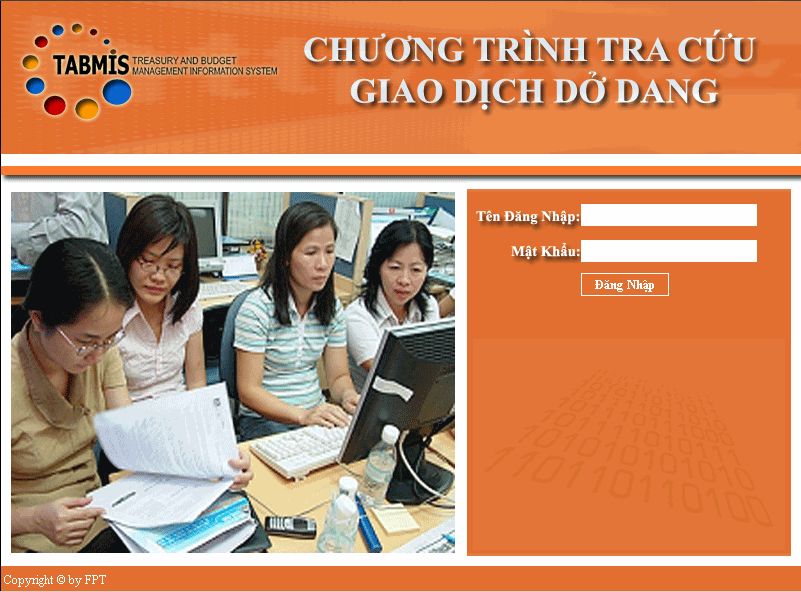 TABMIS
TREASURY AND BUDGET
MANAGEMENT INFORMATION SYSTEM
CHƯƠNG TRÌNH TRA CỨU
GIAO DỊCH DỞ DANG
Tên Đăng Nhập:
Mật Khẩu:
Đăng Nhập
Copyright © by FPT